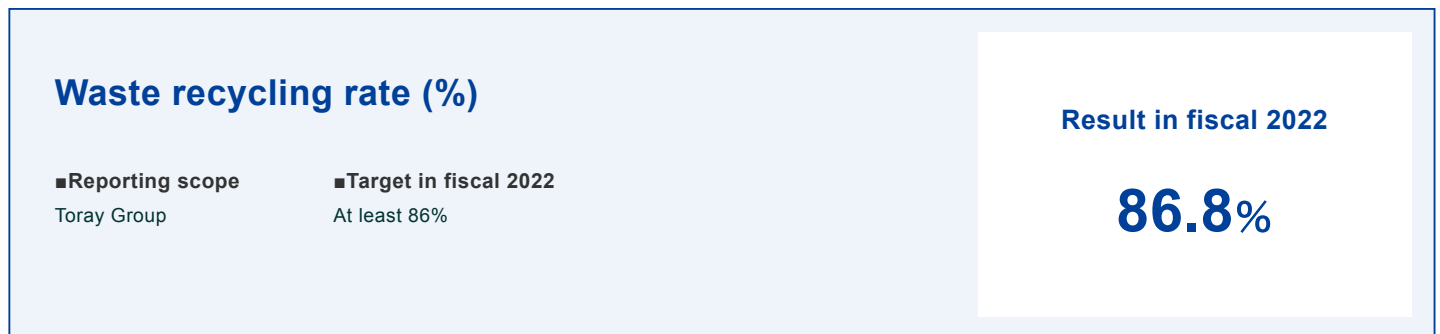 Waste recycling rate (%)
■Reporting scope
Toray Group
■Target in fiscal 2022
At least 86%
Result in fiscal 2022
86.8%